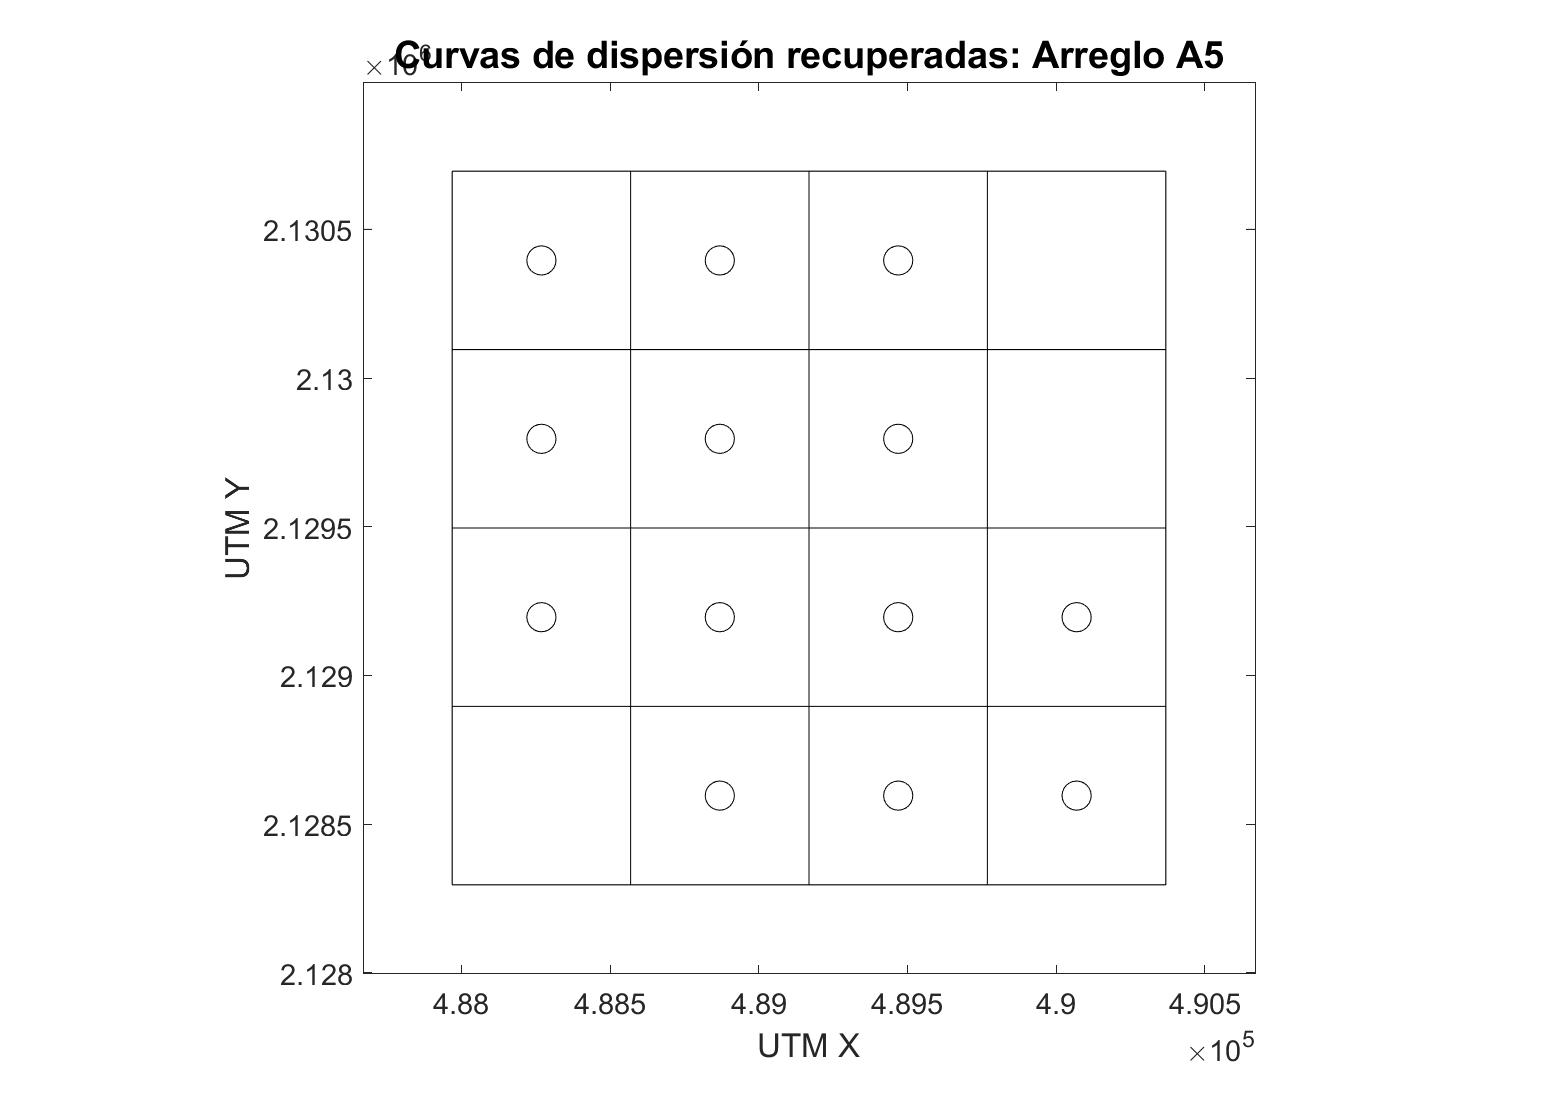 Curvas de dispersión recuperadas: Arreglo A5
×10⁶
2.1305
2.13
2.1295
2.129
2.1285
2.128
UTM Y
4.88 4.885 4.89 4.895 4.9 4.905
UTM X
×10⁵